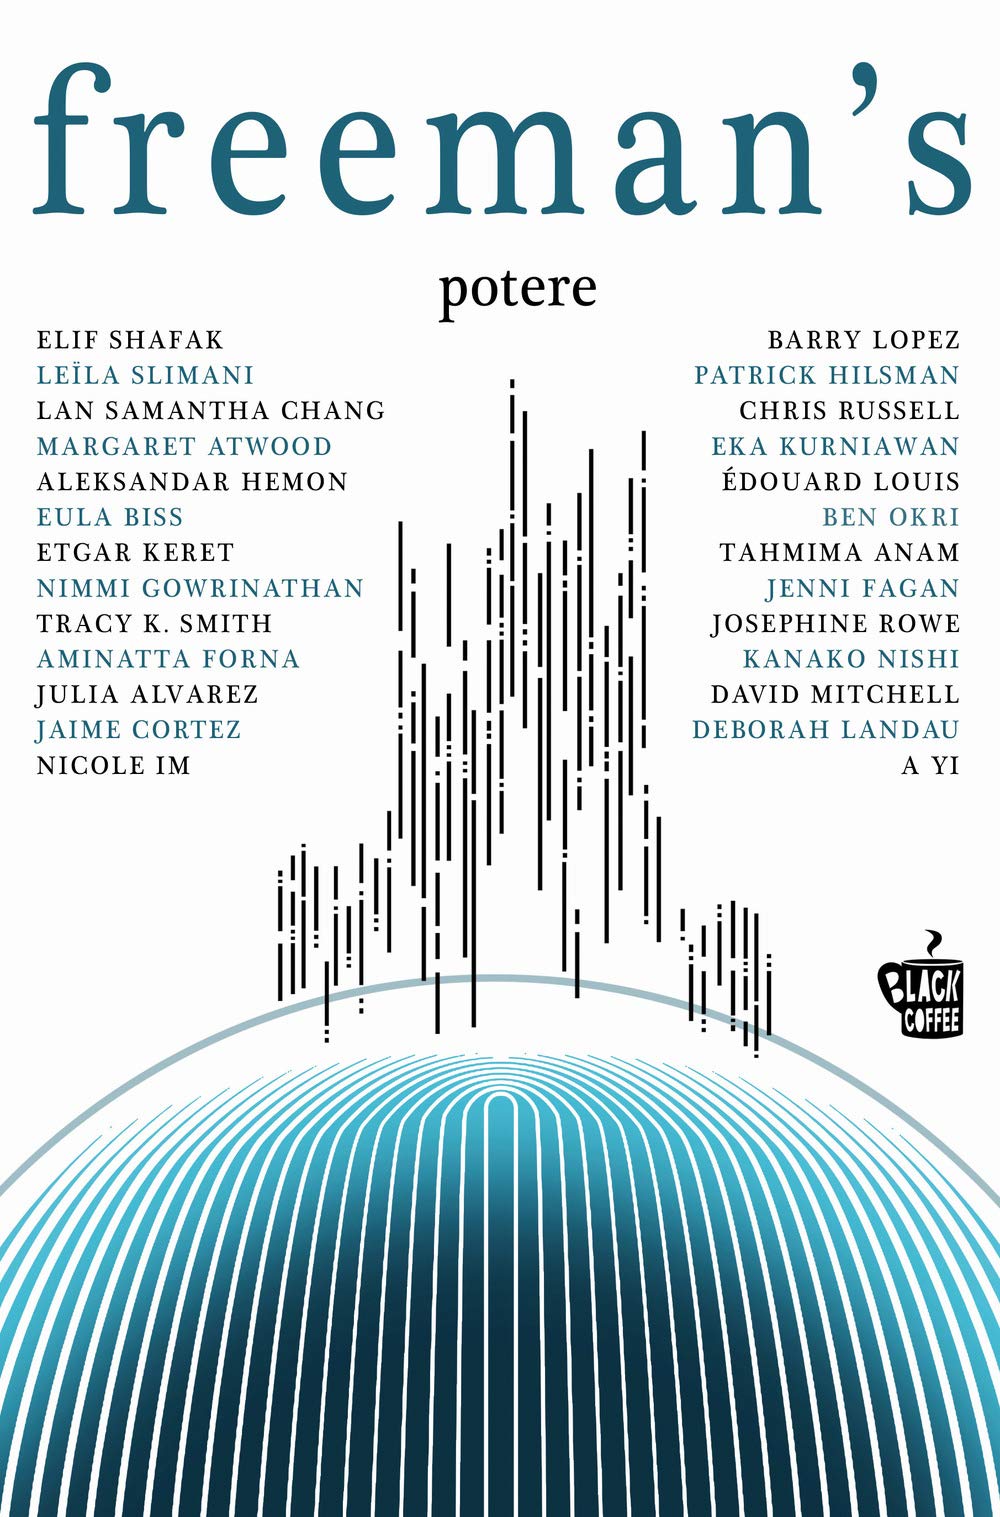 freeman's
potere
ELIF SHAFAK
LEÏLA SLIMANI
LAN SAMANTHA CHANG
MARGARET ATWOOD
ALEKSANDAR HEMON
EULA BISS
ETGAR KERET
NIMMI GOWRINATHAN
TRACY K. SMITH
AMINATTA FORNA
JULIA ALVAREZ
JAIME CORTEZ
NICOLE IM
BARRY LOPEZ
PATRICK HILSMAN
CHRIS RUSSELL
EKA KURNIAWAN
ÉDOUARD LOUIS
BEN OKRI
TAHMIMA ANAM
JENNI FAGAN
JOSEPHINE ROWE
KANAKO NISHI
DAVID MITCHELL
DEBORAH LANDAU
A YI
BLACK
COFFEE